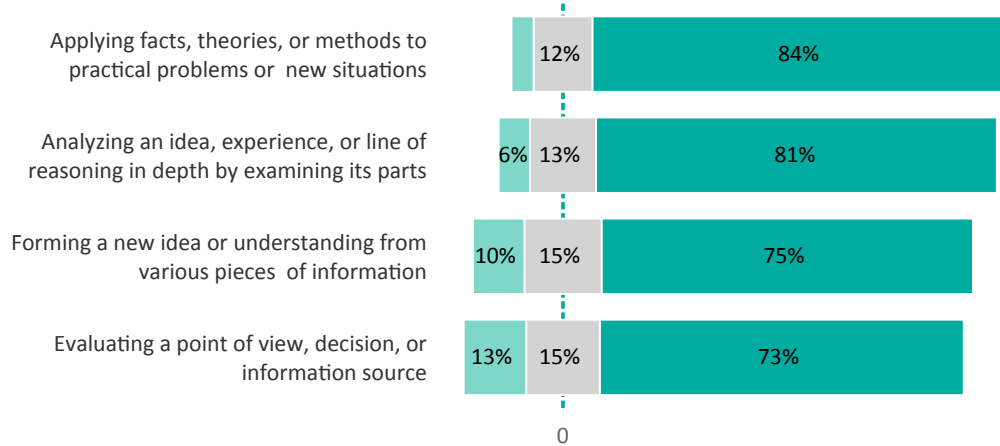 Applying facts, theories, or methods to
practical problems or new situations
12% 84%
Analyzing an idea, experience, or line of
reasoning in depth by examining its parts
6% 13% 81%
Forming a new idea or understanding from
various pieces of information
10% 15% 75%
Evaluating a point of view, decision, or
information source
13% 15% 73%
0